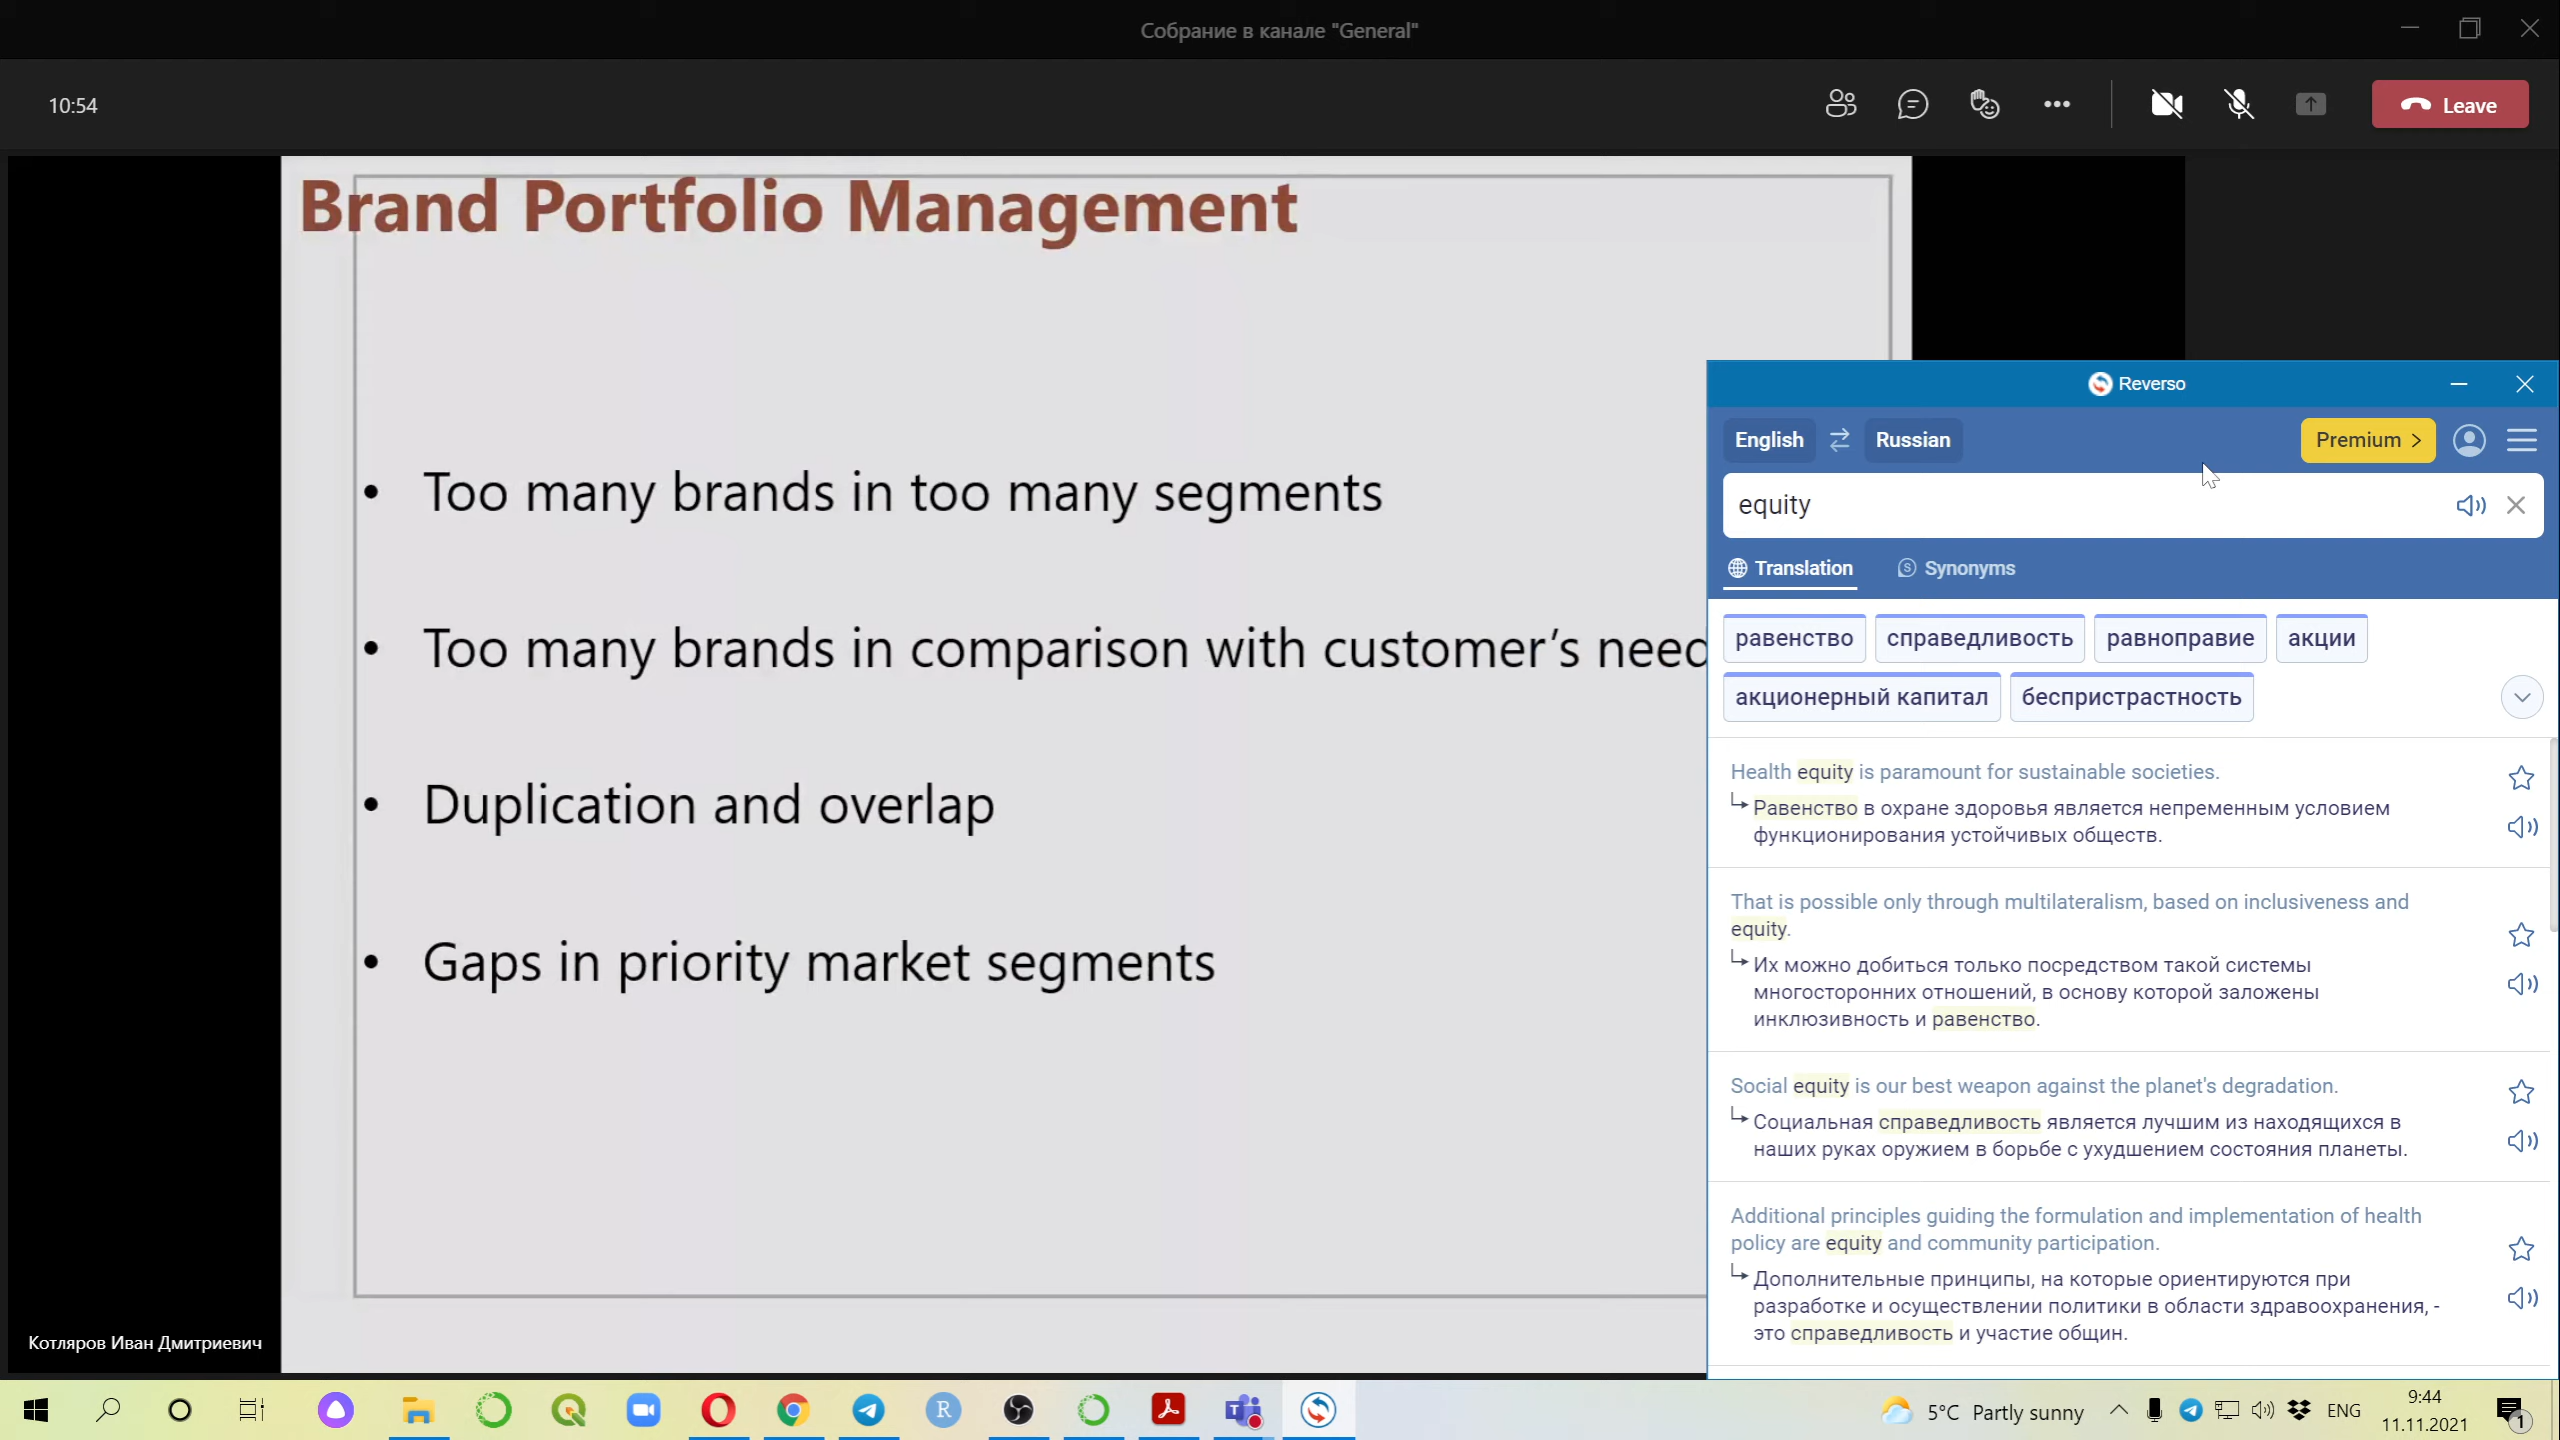 Собрание в канале "General"
10:54
Leave
Brand Portfolio Management
• Too many brands in too many segments
• Too many brands in comparison with customer's need
• Duplication and overlap
• Gaps in priority market segments
Котляров Иван Дмитриевич
Reverso
English
Russian
Premium >
equity
Translation
Synonyms
равенство
справедливость
равноправие
акции
акционерный капитал
беспристрастность
Health equity is paramount for sustainable societies.
Равенство в охране здоровья является непременным условием
функционирования устойчивых обществ.
That is possible only through multilateralism, based on inclusiveness and
equity.
Их можно добиться только посредством такой системы
многосторонних отношений, в основу которой заложены
инклюзивность и равенство.
Social equity is our best weapon against the planet's degradation.
Социальная справедливость является лучшим из находящихся в
наших руках оружием в борьбе с ухудшением состояния планеты.
Additional principles guiding the formulation and implementation of health
policy are equity and community participation.
Дополнительные принципы, на которые ориентируются при
разработке и осуществлении политики в области здравоохранения, -
это справедливость и участие общин.
5°C Partly sunny
ENG
9:44
11.11.2021
1